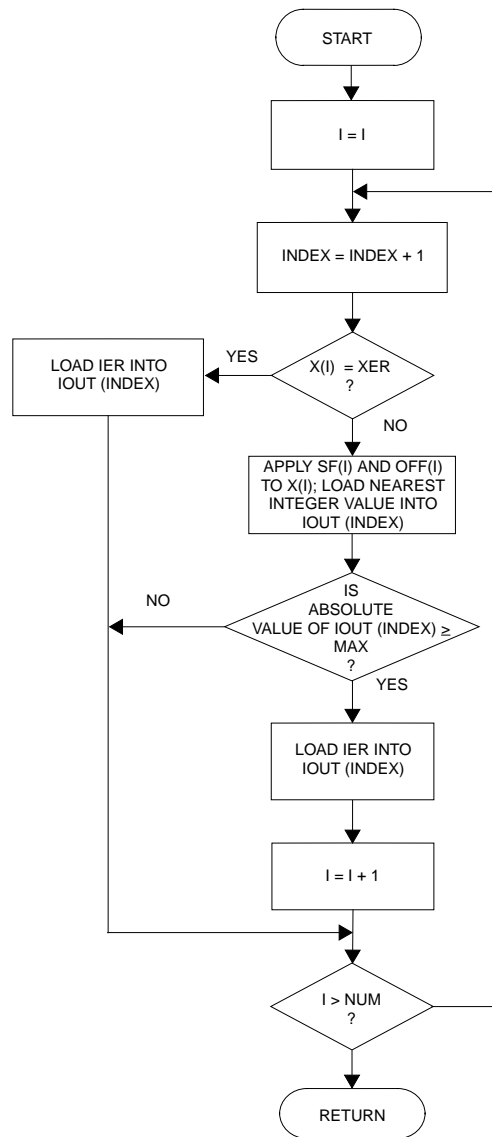 START
I = I
INDEX = INDEX + 1
X(I) = XER
?
YES
LOAD IER INTO
IOUT (INDEX)
NO
APPLY SF(I) AND OFF(I)
TO X(I); LOAD NEAREST
INTEGER VALUE INTO
IOUT (INDEX)
IS
ABSOLUTE
VALUE OF IOUT (INDEX) ≥
MAX
?
NO
YES
LOAD IER INTO
IOUT (INDEX)
I = I + 1
I > NUM
?
RETURN